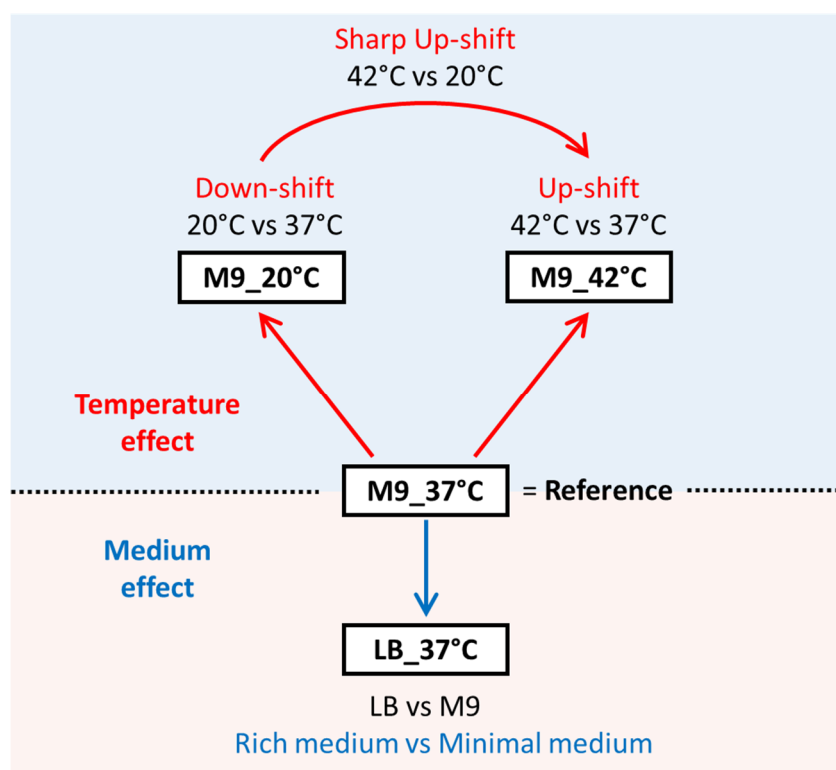 Sharp Up-shift
42°C vs 20°C
Down-shift
20°C vs 37°C
M9_20°C
Up-shift
42°C vs 37°C
M9_42°C
Temperature
effect
M9_37°C = Reference
Medium
effect
LB_37°C
LB vs M9
Rich medium vs Minimal medium